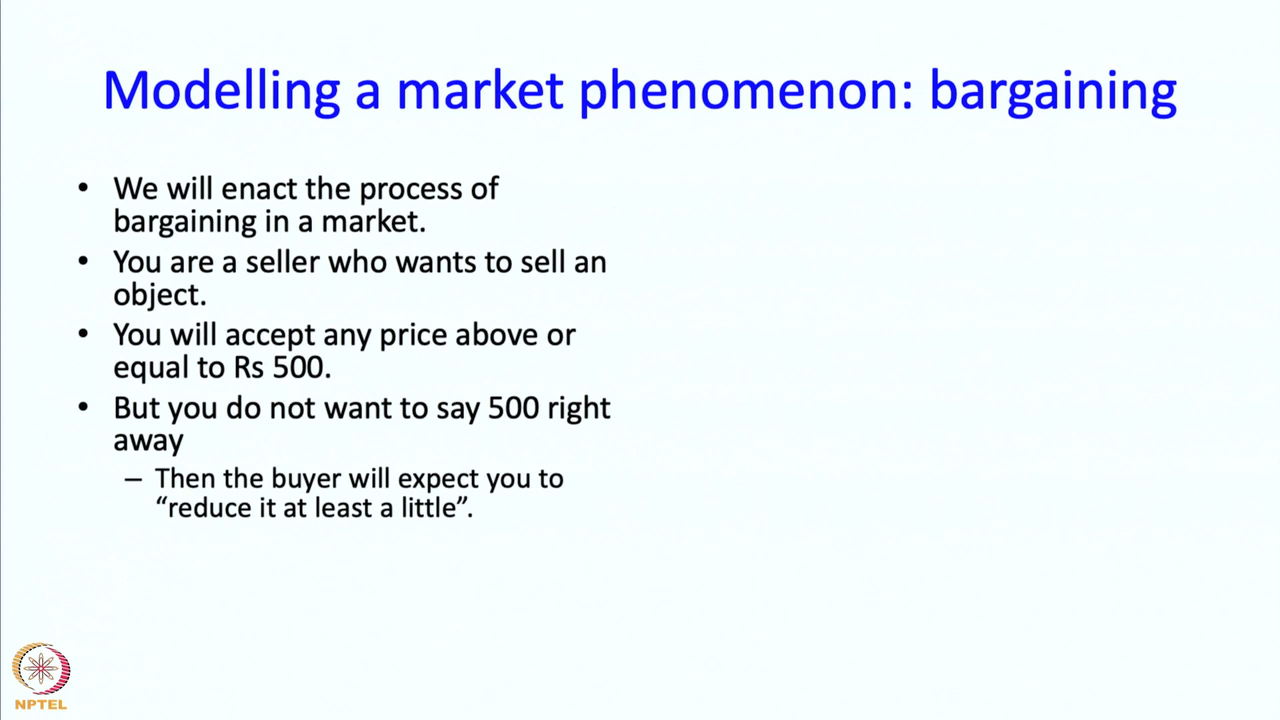 Modelling a market phenomenon: bargaining
• We will enact the process of
bargaining in a market.
• You are a seller who wants to sell an
object.
• You will accept any price above or
equal to Rs 500.
• But you do not want to say 500 right
away
– Then the buyer will expect you to
“reduce it at least a little”.
NPTEL